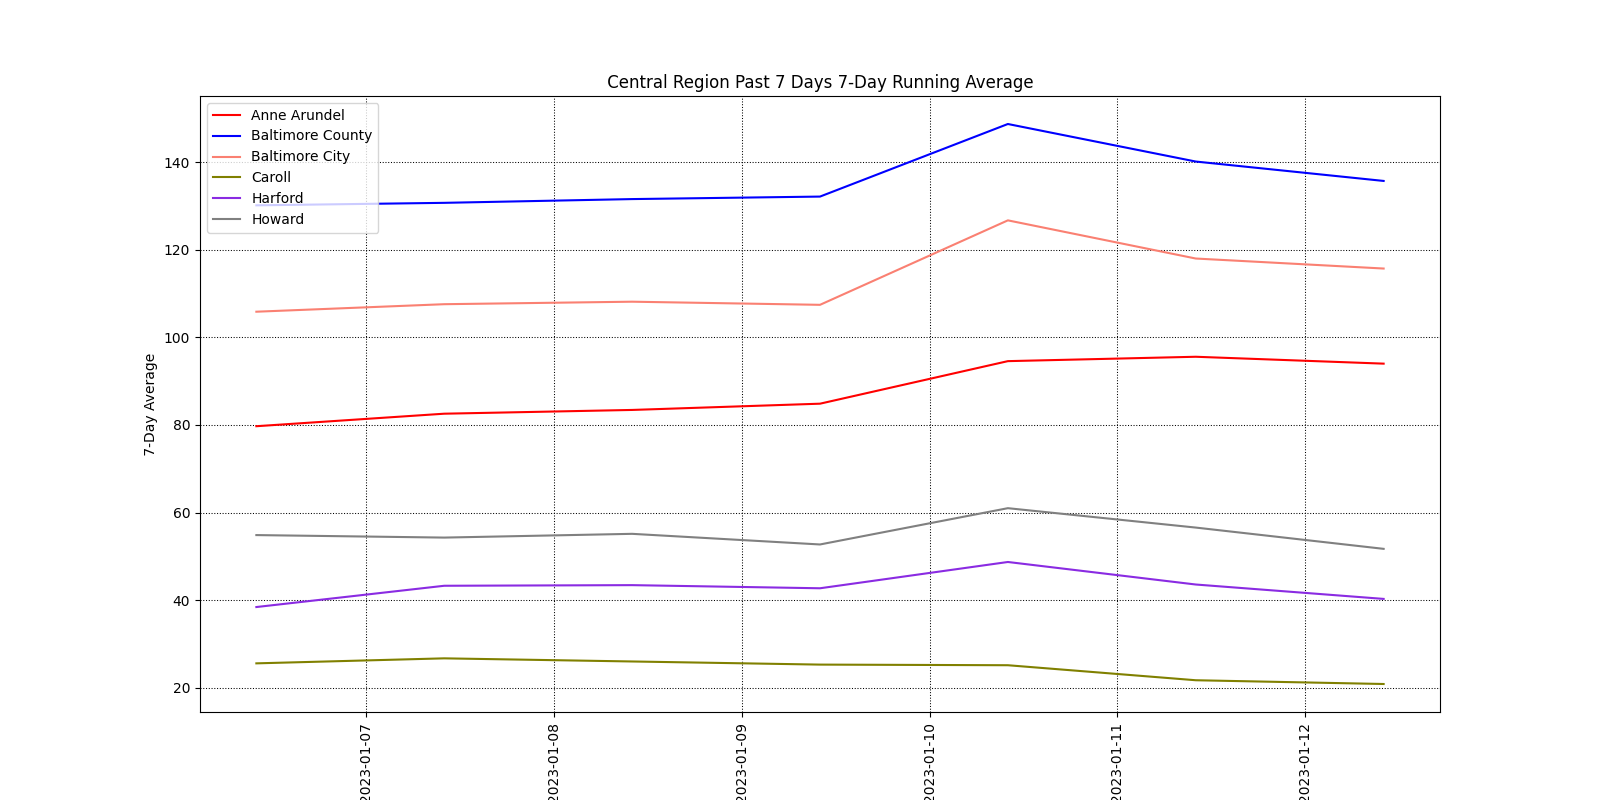 Central Region Past 7 Days 7-Day Running Average
Anne Arundel
Baltimore County
Baltimore City
Caroll
Harford
Howard
7-Day Average
140
120
100
80
60
40
20
2023-01-07
2023-01-08
2023-01-09
2023-01-10
2023-01-11
2023-01-12